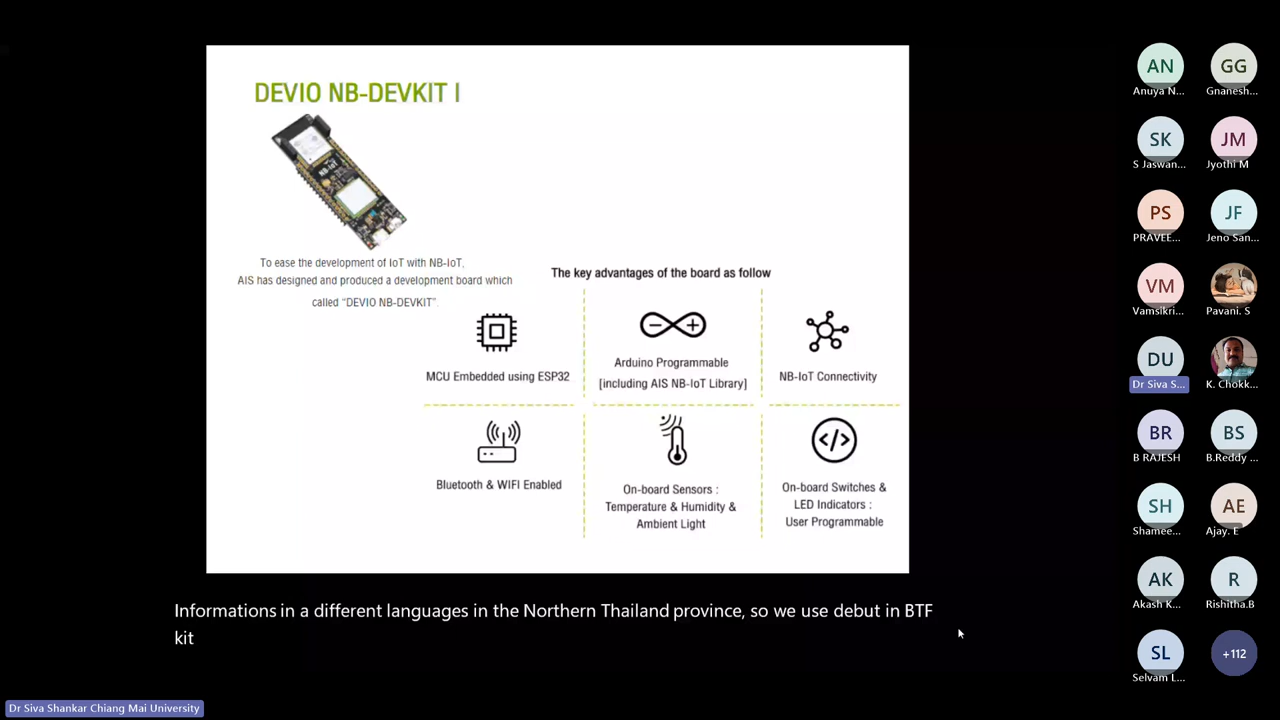 DEVIO NB-DEVKIT I
NB-IoT
To ease the development of IoT with NB-IoT,
AIS has designed and produced a development board which
called “DEVIO NB-DEVKIT”.
The key advantages of the board as follow
MCU Embedded using ESP32
Arduino Programmable
[including AIS NB-IoT Library]
NB-IoT Connectivity
Bluetooth & WIFI Enabled
On-board Sensors :
Temperature & Humidity &
Ambient Light
On-board Switches &
LED Indicators :
User Programmable
Informations in a different languages in the Northern Thailand province, so we use debut in BTF
kit
Dr Siva Shankar Chiang Mai University
AN
Anuya N...
GG
Gnanesh...
SK
S Jaswan...
JM
Jyothi M
PS
PRAVEE...
JF
Jeno San...
VM
Vamsikri...
Pavani. S
DU
Dr Siva S...
K. Chokk...
BR
B RAJESH
BS
B.Reddy ...
SH
Shamee...
AE
Ajay. E
AK
Akash K...
R
Rishitha.B
SL
Selvam L...
+112